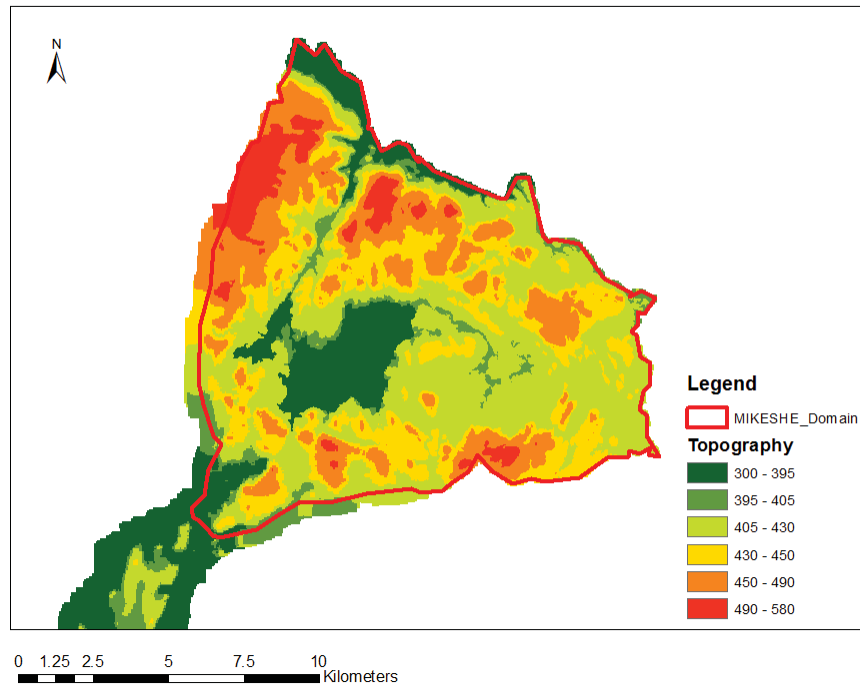 N
Legend
MIKESHE_Domain
Topography
300 - 395
395 - 405
405 - 430
430 - 450
450 - 490
490 - 580
0 1.25 2.5 5 7.5 10
Kilometers